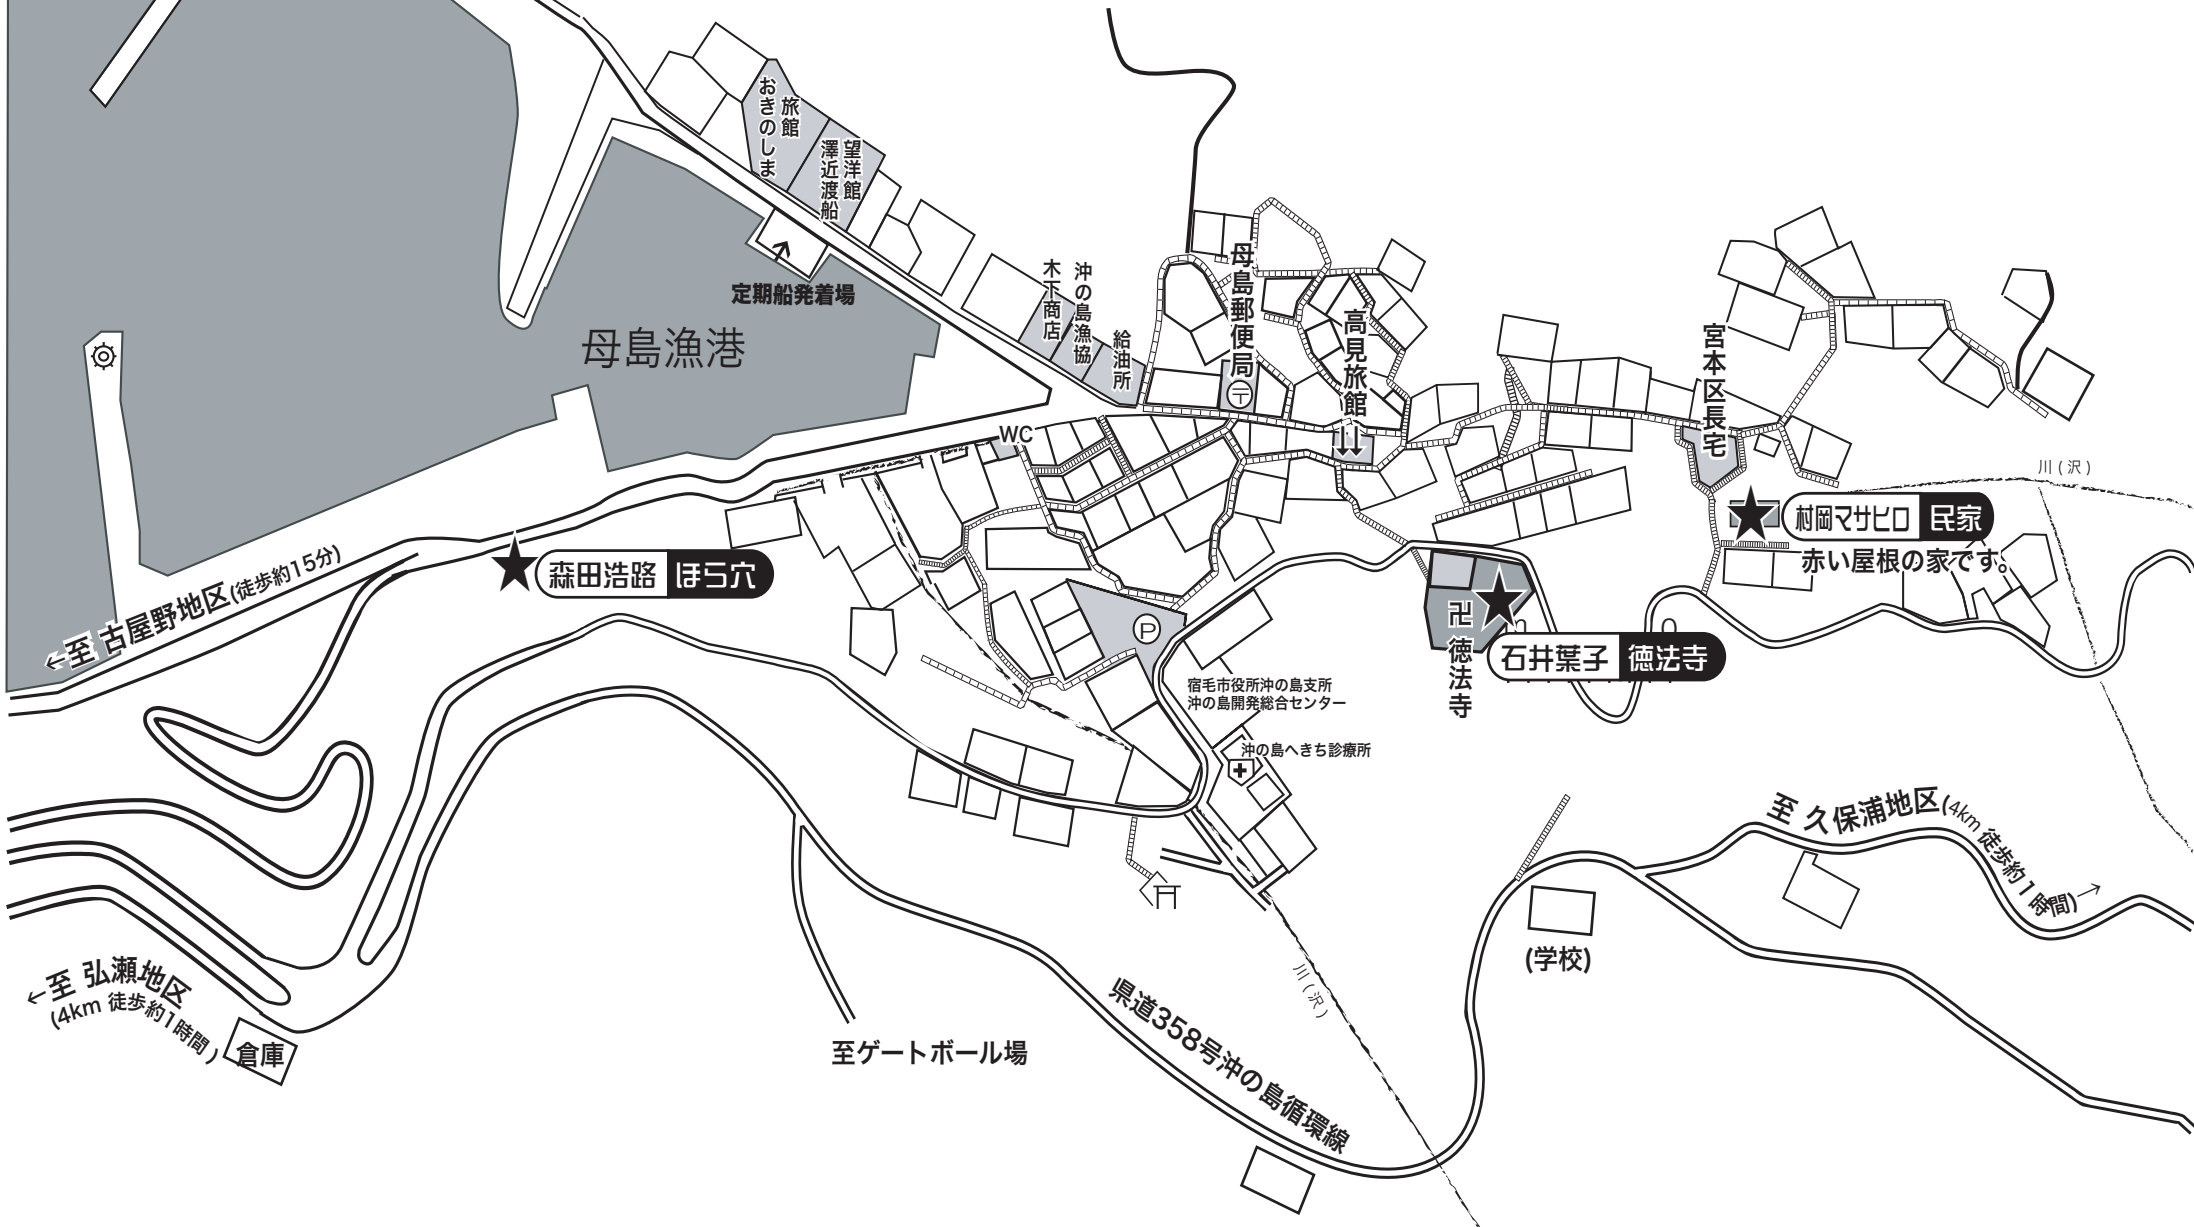 旅館
おきのしま
望洋館
澤近渡船
定期船発着場
母島漁港
木下商店
沖の島漁協
給油所
母島郵便局
〒
高見旅館
宮本区長宅
WC
川(沢)
村岡マサヒロ 民家
赤い屋根の家です。
森田浩路 ほら穴
←至 古屋野地区(徒歩約15分)
P
卍 徳法寺
石井葉子 徳法寺
宿毛市役所沖の島支所
沖の島開発総合センター
沖の島へきち診療所
至 久保浦地区(4km 徒歩約1時間)→
(学校)
←至 弘瀬地区
(4km 徒歩約1時間)
倉庫
至ゲートボール場
県道358号沖の島循環線
川(沢)